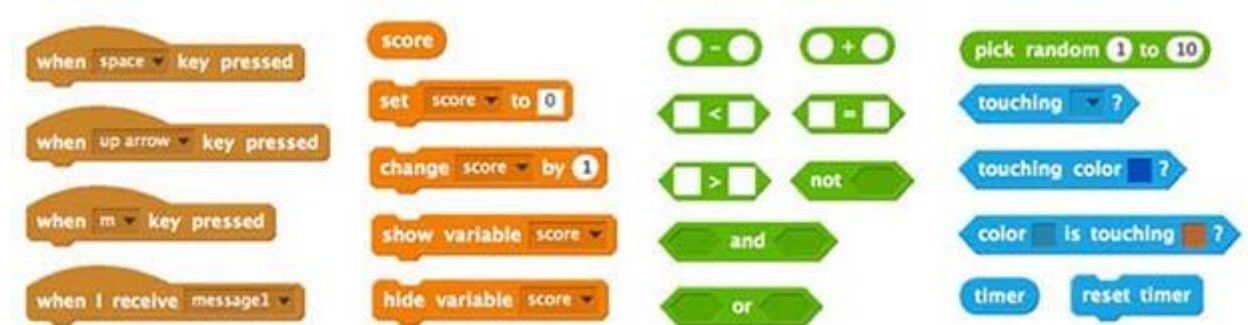 when space key pressed
when up arrow key pressed
when m key pressed
when I receive message1
score
set score to 0
change score by 1
show variable score
hide variable score
-
+
<
=
>
not
and
or
pick random 1 to 10
touching ?
touching color ?
color is touching ?
timer
reset timer